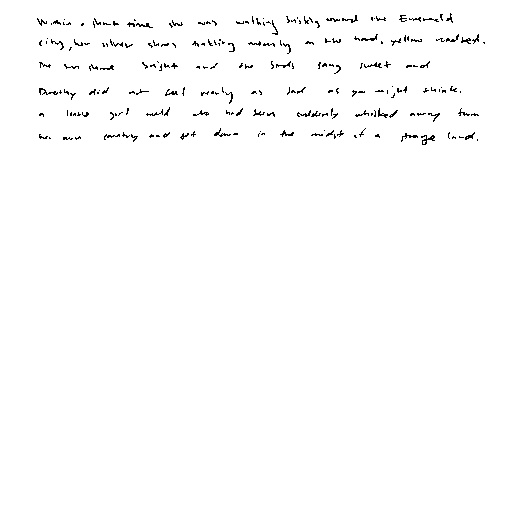 Within a short time she was walking briskly toward the Emerald
City, her silver shoes tinkling merrily on the hard, yellow roadbed.
The sun shone bright and the birds sang sweet and
Dorothy did not feel nearly as bad as you might think
a little girl would who had been suddenly whisked away from
her own country and set down in the midst of a strange land.